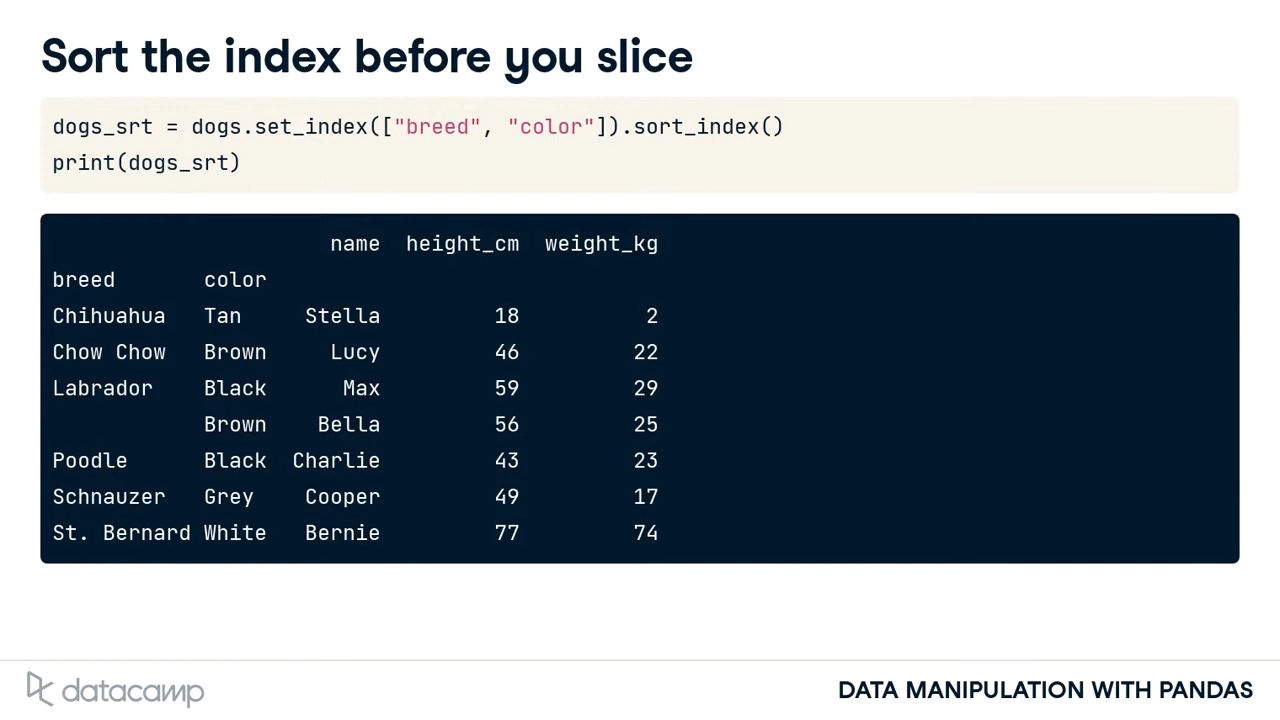 Sort the index before you slice
dogs_srt = dogs.set_index(["breed", "color"]).sort_index()
print(dogs_srt)
                      name  height_cm  weight_kg
breed       color
Chihuahua   Tan     Stella         18          2
Chow Chow   Brown     Lucy         46         22
Labrador    Black      Max         59         29
            Brown    Bella         56         25
Poodle      Black  Charlie         43         23
Schnauzer   Grey    Cooper         49         17
St. Bernard White   Bernie         77         74
datacamp
DATA MANIPULATION WITH PANDAS